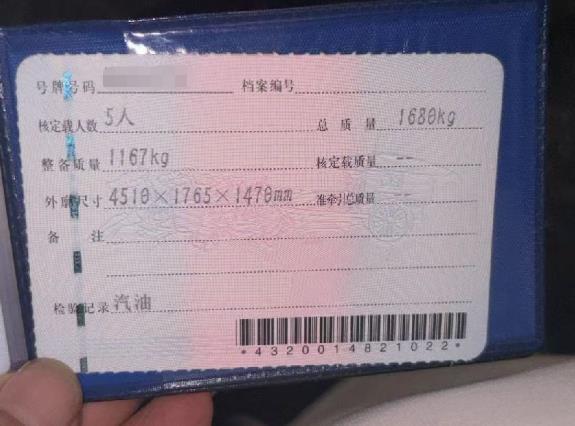 号牌号码 档案编号
核定载人数 5人 总质量 1680kg
整备质量 1167kg 核定载质量 --
外廓尺寸 4510×1765×1470mm 准牵引总质量 --
备注
检验记录 汽油
*4320014821022*